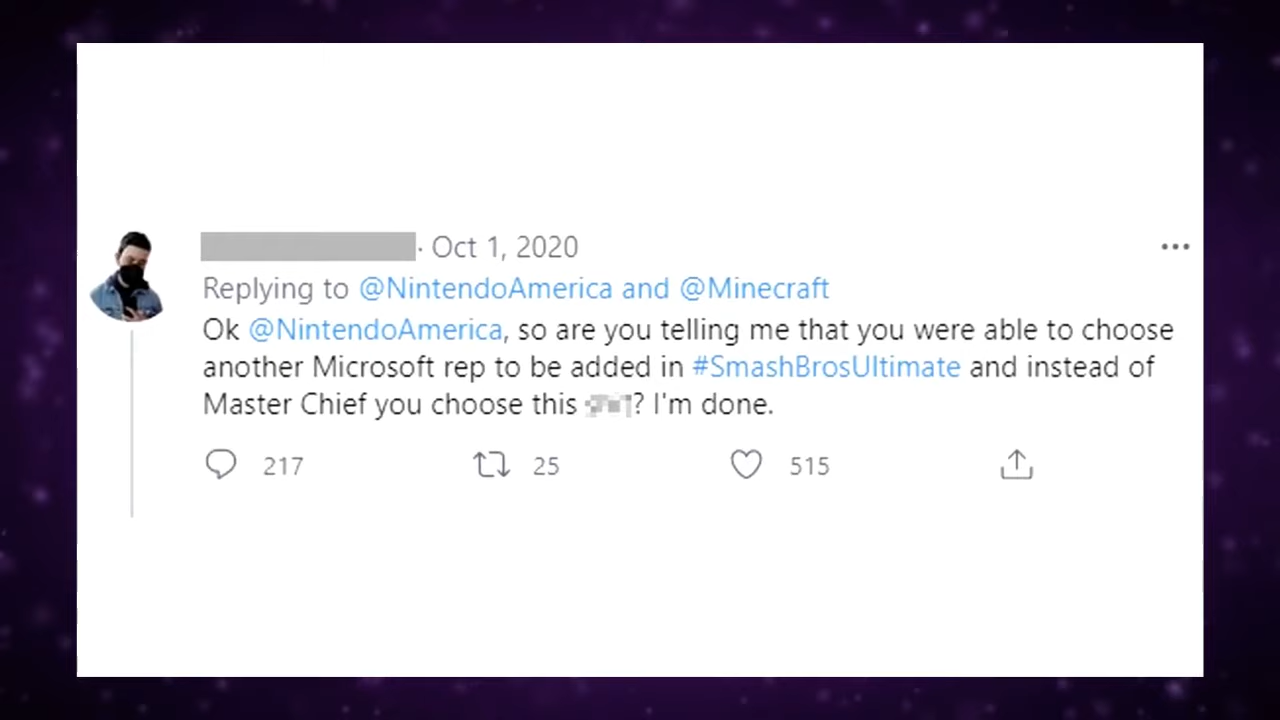 · Oct 1, 2020
Replying to @NintendoAmerica and @Minecraft
Ok @NintendoAmerica, so are you telling me that you were able to choose
another Microsoft rep to be added in #SmashBrosUltimate and instead of
Master Chief you choose this ? I'm done.
217 25 515